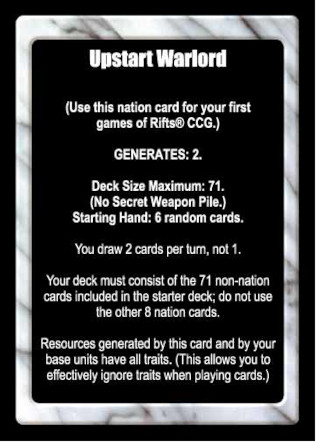 Upstart Warlord
(Use this nation card for your first
games of Rifts® CCG.)
GENERATES: 2.
Deck Size Maximum: 71.
(No Secret Weapon Pile.)
Starting Hand: 6 random cards.
You draw 2 cards per turn, not 1.
Your deck must consist of the 71 non-nation
cards included in the starter deck; do not use
the other 8 nation cards.
Resources generated by this card and by your
base units have all traits. (This allows you to
effectively ignore traits when playing cards.)